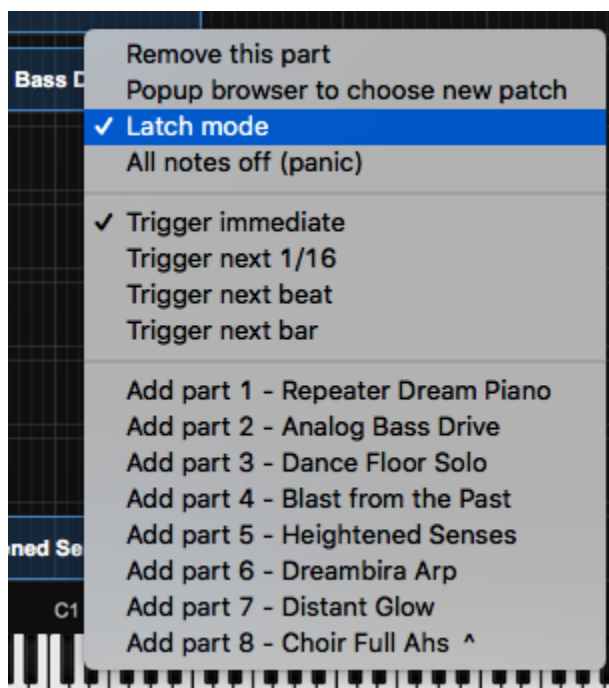 Remove this part
Bass D
Popup browser to choose new patch
✓ Latch mode
All notes off (panic)
✓ Trigger immediate
Trigger next 1/16
Trigger next beat
Trigger next bar
Add part 1 - Repeater Dream Piano
Add part 2 - Analog Bass Drive
Add part 3 - Dance Floor Solo
Add part 4 - Blast from the Past
Add part 5 - Heightened Senses
ned Se
Add part 6 - Dreambira Arp
Add part 7 - Distant Glow
C1
Add part 8 - Choir Full Ahs ^